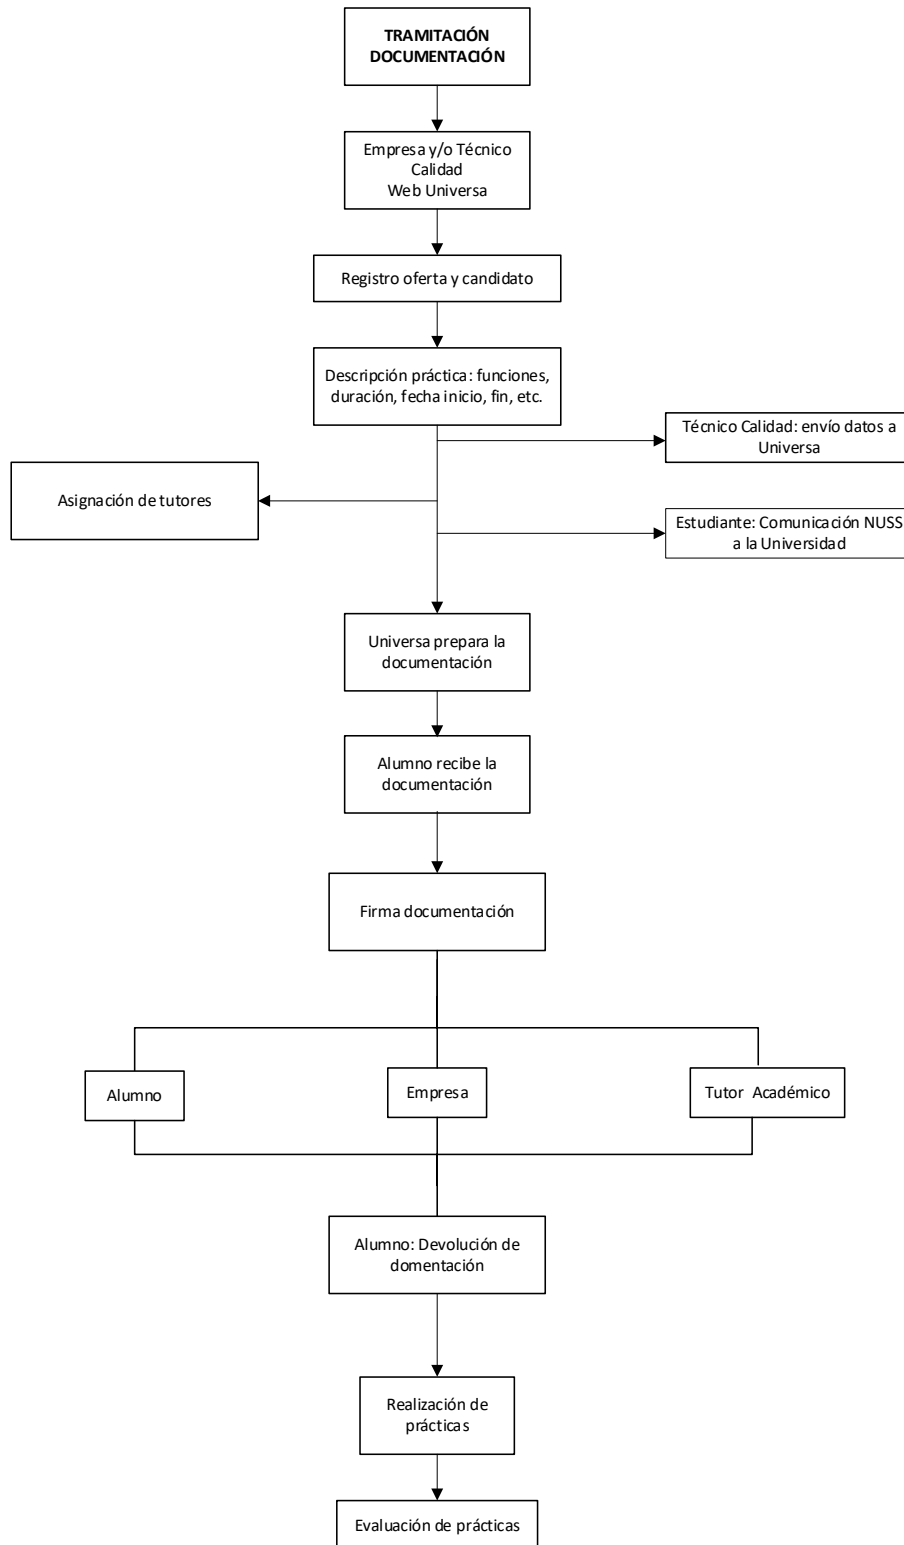 TRAMITACIÓN
DOCUMENTACIÓN
Empresa y/o Técnico
Calidad
Web Universa
Registro oferta y candidato
Descripción práctica: funciones,
duración, fecha inicio, fin, etc.
Técnico Calidad: envío datos a
Universa
Asignación de tutores
Estudiante: Comunicación NUSS
a la Universidad
Universa prepara la
documentación
Alumno recibe la
documentación
Firma documentación
Alumno
Empresa
Tutor Académico
Alumno: Devolución de
domentación
Realización de
prácticas
Evaluación de prácticas